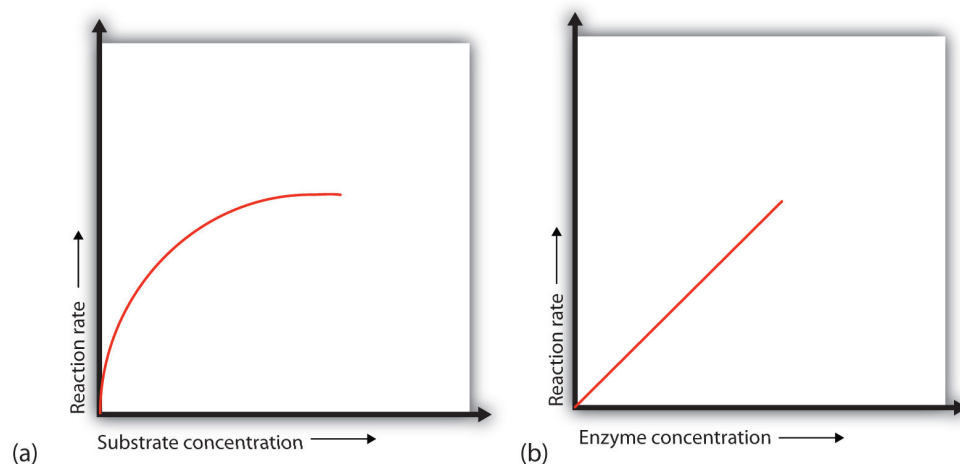 Reaction rate
Substrate concentration
(a)
Reaction rate
Enzyme concentration
(b)